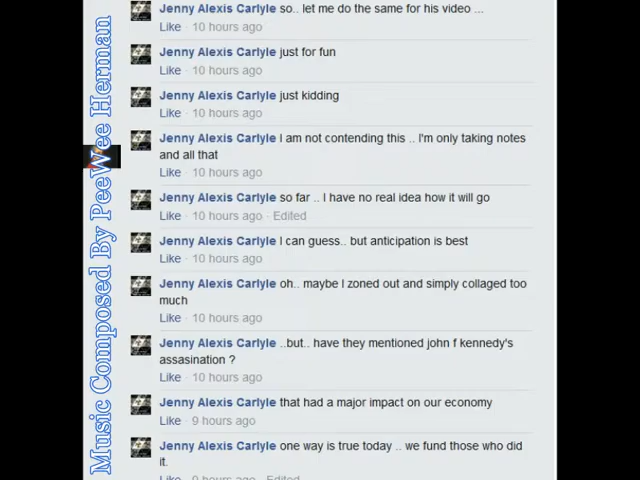 Music Composed By PeeWee Herman
Jenny Alexis Carlyle so.. let me do the same for his video ...
Like · 10 hours ago
Jenny Alexis Carlyle just for fun
Like · 10 hours ago
Jenny Alexis Carlyle just kidding
Like · 10 hours ago
Jenny Alexis Carlyle I am not contending this .. I'm only taking notes
and all that
Like · 10 hours ago
Jenny Alexis Carlyle so far .. I have no real idea how it will go
Like · 10 hours ago · Edited
Jenny Alexis Carlyle I can guess.. but anticipation is best
Like · 10 hours ago
Jenny Alexis Carlyle oh.. maybe I zoned out and simply collaged too
much
Like · 10 hours ago
Jenny Alexis Carlyle ..but.. have they mentioned john f kennedy's
assasination ?
Like · 10 hours ago
Jenny Alexis Carlyle that had a major impact on our economy
Like · 9 hours ago
Jenny Alexis Carlyle one way is true today .. we fund those who did
it.
Like · 9 hours ago · Edited